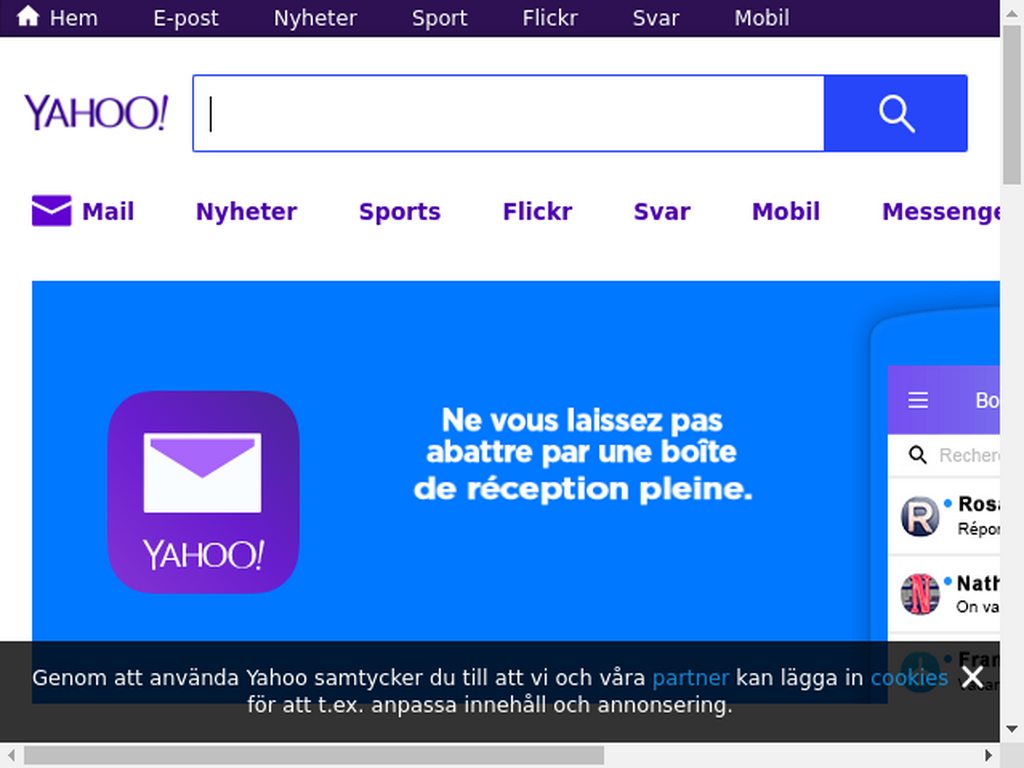 Hem E-post Nyheter Sport Flickr Svar Mobil
YAHOO!
Mail Nyheter Sports Flickr Svar Mobil Messenge
Ne vous laissez pas
abattre par une boîte
de réception pleine.
YAHOO!
Bo
Recher
Rosa
Répor
Nath
On va
Fran
Genom att använda Yahoo samtycker du till att vi och våra partner kan lägga in cookies
för att t.ex. anpassa innehåll och annonsering.